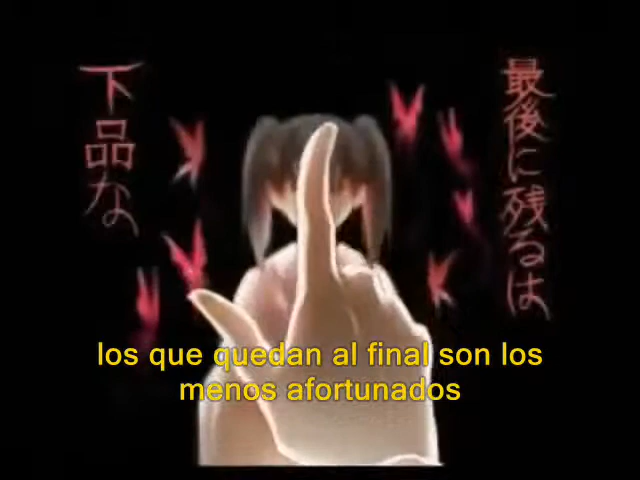 最後に残るは
下品な
los que quedan al final son los
menos afortunados